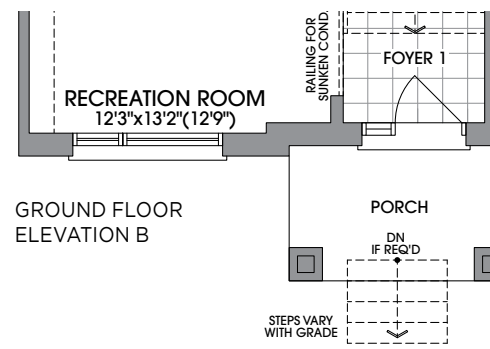 RAILING FOR
SUNKEN COND.
FOYER 1
RECREATION ROOM
12'3"x13'2"(12'9")
GROUND FLOOR
ELEVATION B
PORCH
DN
IF REQ'D
STEPS VARY
WITH GRADE